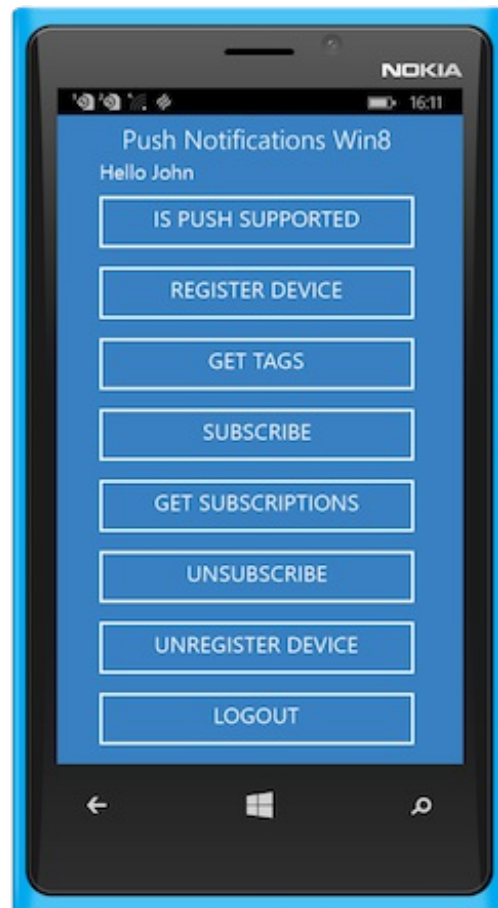 NOKIA
16:11
Push Notifications Win8
Hello John
IS PUSH SUPPORTED
REGISTER DEVICE
GET TAGS
SUBSCRIBE
GET SUBSCRIPTIONS
UNSUBSCRIBE
UNREGISTER DEVICE
LOGOUT